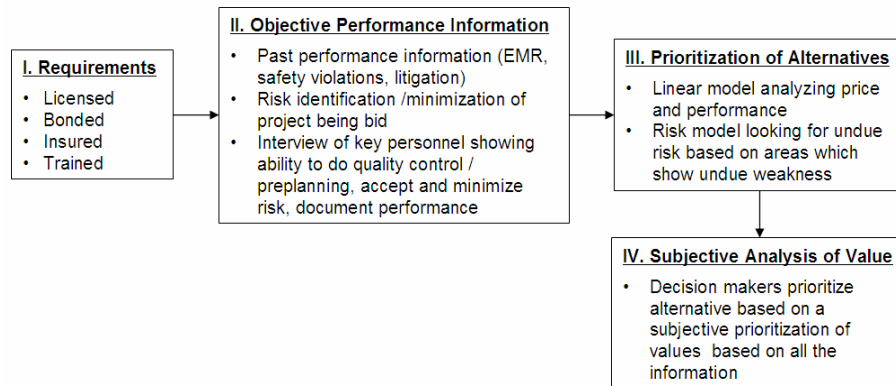 I. Requirements
• Licensed
• Bonded
• Insured
• Trained
II. Objective Performance Information
• Past performance information (EMR,
safety violations, litigation)
• Risk identification /minimization of
project being bid
• Interview of key personnel showing
ability to do quality control /
preplanning, accept and minimize
risk, document performance
III. Prioritization of Alternatives
• Linear model analyzing price
and performance
• Risk model looking for undue
risk based on areas which
show undue weakness
IV. Subjective Analysis of Value
• Decision makers prioritize
alternative based on a
subjective prioritization of
values based on all the
information